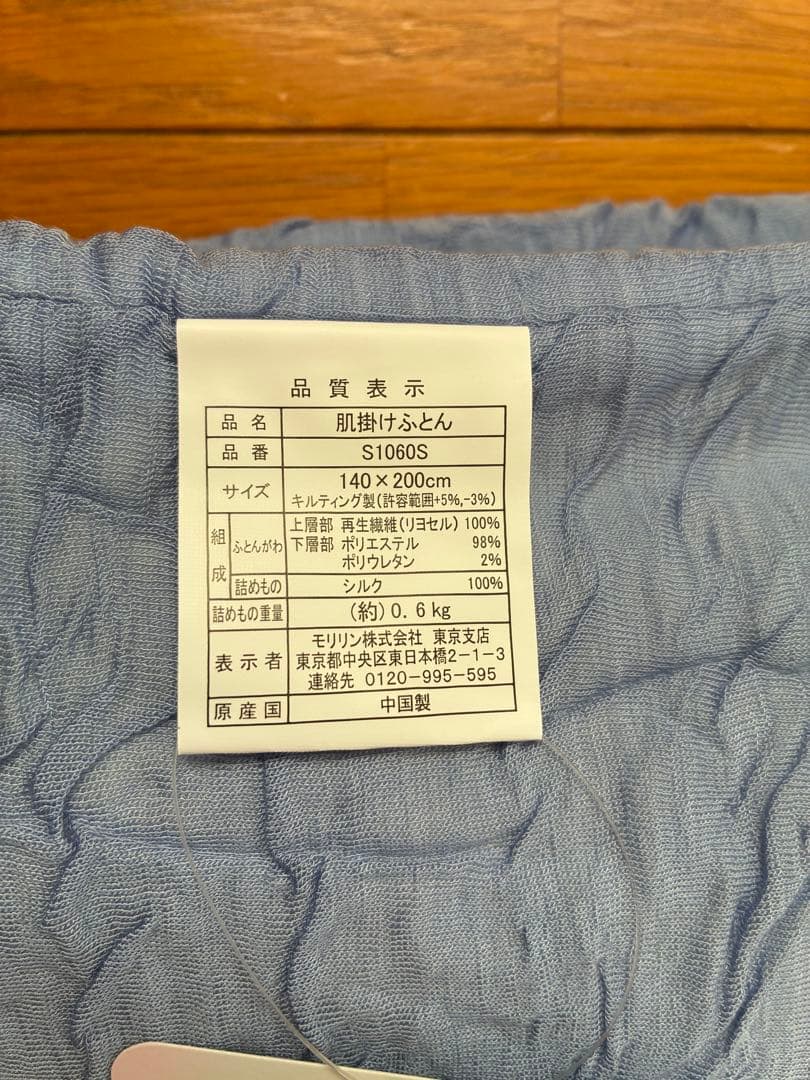 品質表示
品名 肌掛けふとん
品番 S1060S
サイズ 140×200cm
キルティング製(許容範囲+5%,-3%)
組成 ふとんがわ 上層部 再生繊維(リヨセル) 100%
下層部 ポリエステル 98%
ポリウレタン 2%
詰めもの シルク 100%
詰めもの重量 (約)0.6kg
表示者 モリリン株式会社 東京支店
東京都中央区東日本橋2-1-3
連絡先 0120-995-595
原産国 中国製